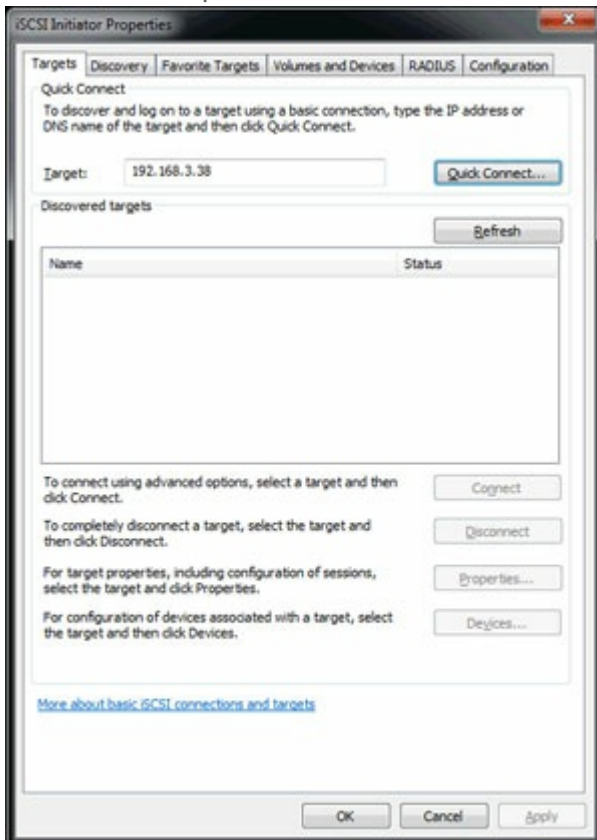 iSCSI Initiator Properties
Targets Discovery Favorite Targets Volumes and Devices RADIUS Configuration
Quick Connect
To discover and log on to a target using a basic connection, type the IP address or
DNS name of the target and then click Quick Connect.
Target: 192.168.3.38 Quick Connect...
Discovered targets
Refresh
Name Status
To connect using advanced options, select a target and then
click Connect.
Connect
To completely disconnect a target, select the target and
then click Disconnect.
Disconnect
For target properties, including configuration of sessions,
select the target and click Properties.
Properties...
For configuration of devices associated with a target, select
the target and then click Devices.
Devices...
More about basic iSCSI connections and targets
OK Cancel Apply